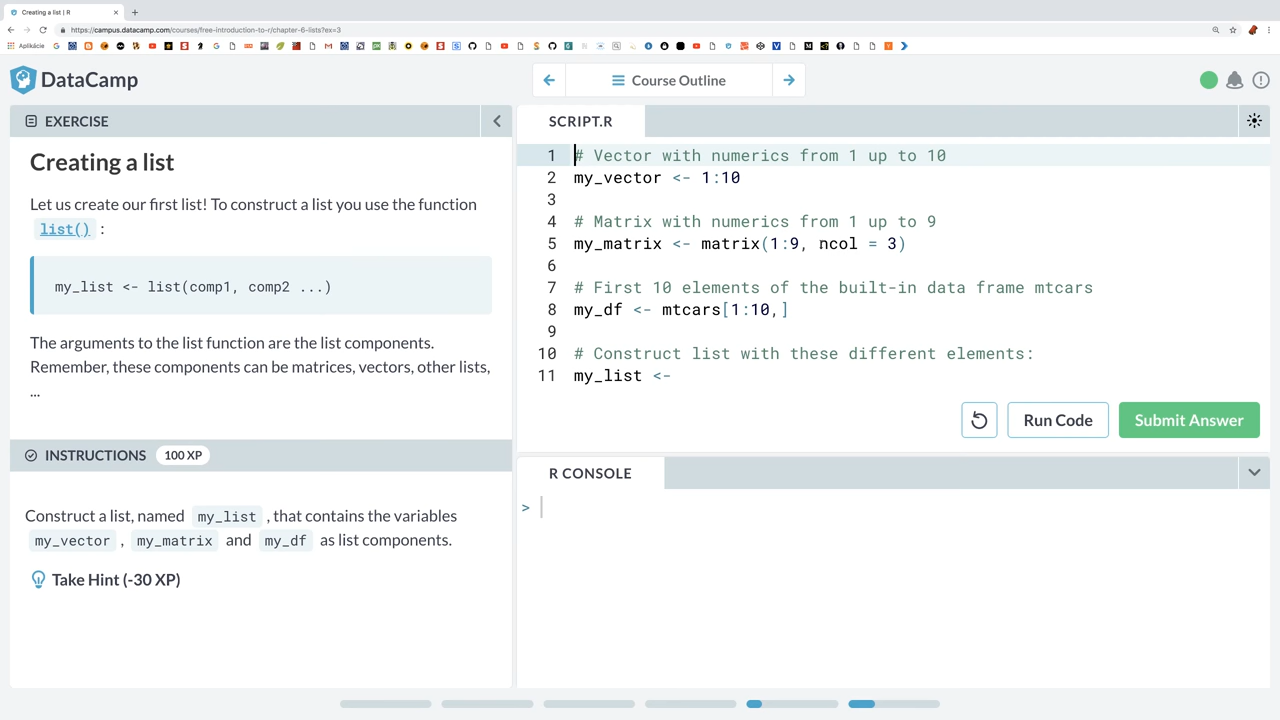 Creating a list | R
https://campus.datacamp.com/courses/free-introduction-to-r/chapter-6-lists?ex=3
Aplikácie
DataCamp
Course Outline
EXERCISE
Creating a list
Let us create our first list! To construct a list you use the function
list() :
my_list <- list(comp1, comp2 ...)
The arguments to the list function are the list components.
Remember, these components can be matrices, vectors, other lists,
...
INSTRUCTIONS 100 XP
Construct a list, named my_list , that contains the variables
my_vector , my_matrix and my_df as list components.
Take Hint (-30 XP)
SCRIPT.R
1 # Vector with numerics from 1 up to 10
2 my_vector <- 1:10
3
4 # Matrix with numerics from 1 up to 9
5 my_matrix <- matrix(1:9, ncol = 3)
6
7 # First 10 elements of the built-in data frame mtcars
8 my_df <- mtcars[1:10,]
9
10 # Construct list with these different elements:
11 my_list <-
Run Code
Submit Answer
R CONSOLE
>